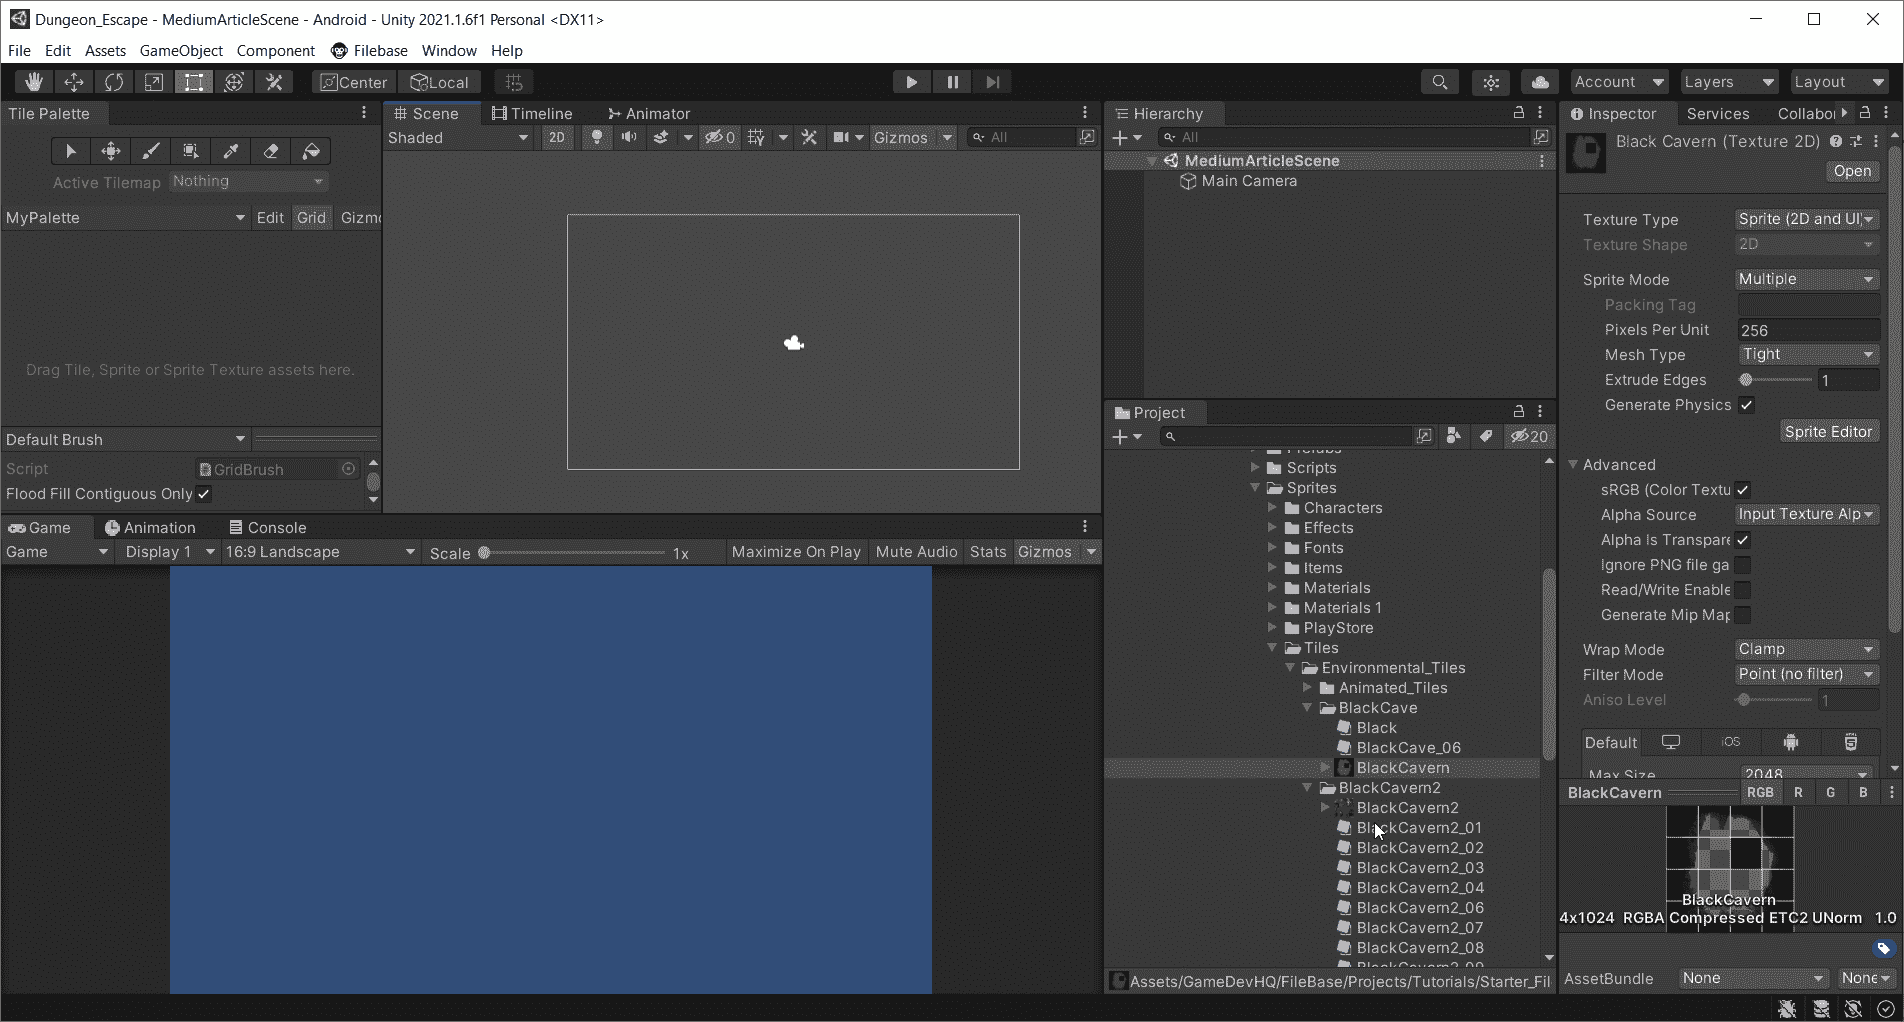 Dungeon_Escape - MediumArticleScene - Android - Unity 2021.1.6f1 Personal <DX11>
File Edit Assets GameObject Component Filebase Window Help
Center Local Account Layers Layout
Tile Palette
Active Tilemap Nothing
MyPalette Edit Grid Gizmo
Drag Tile, Sprite or Sprite Texture assets here.
Default Brush
Script GridBrush
Flood Fill Contiguous Only
Scene Timeline Animator
Shaded 2D 0 Gizmos All
Game Animation Console
Game Display 1 16:9 Landscape Scale 1x Maximize On Play Mute Audio Stats Gizmos
Hierarchy
All
MediumArticleScene
Main Camera
Project
20
Prefabs
Scripts
Sprites
Characters
Effects
Fonts
Items
Materials
Materials 1
PlayStore
Tiles
Environmental_Tiles
Animated_Tiles
BlackCave
Black
BlackCave_06
BlackCavern
BlackCavern2
BlackCavern2
BlackCavern2_01
BlackCavern2_02
BlackCavern2_03
BlackCavern2_04
BlackCavern2_06
BlackCavern2_07
BlackCavern2_08
BlackCavern2_09
Assets/GameDevHQ/FileBase/Projects/Tutorials/Starter_Fil
Inspector Services Collabor
Black Cavern (Texture 2D)
Open
Texture Type Sprite (2D and UI)
Texture Shape 2D
Sprite Mode Multiple
Packing Tag
Pixels Per Unit 256
Mesh Type Tight
Extrude Edges 1
Generate Physics
Sprite Editor
Advanced
sRGB (Color Textu
Alpha Source Input Texture Alp
Alpha Is Transpare
Ignore PNG file ga
Read/Write Enable
Generate Mip Map
Wrap Mode Clamp
Filter Mode Point (no filter)
Aniso Level 1
Default iOS
Max Size 2048
BlackCavern RGB R G B
BlackCavern
4x1024 RGBA Compressed ETC2 UNorm 1.0
AssetBundle None None